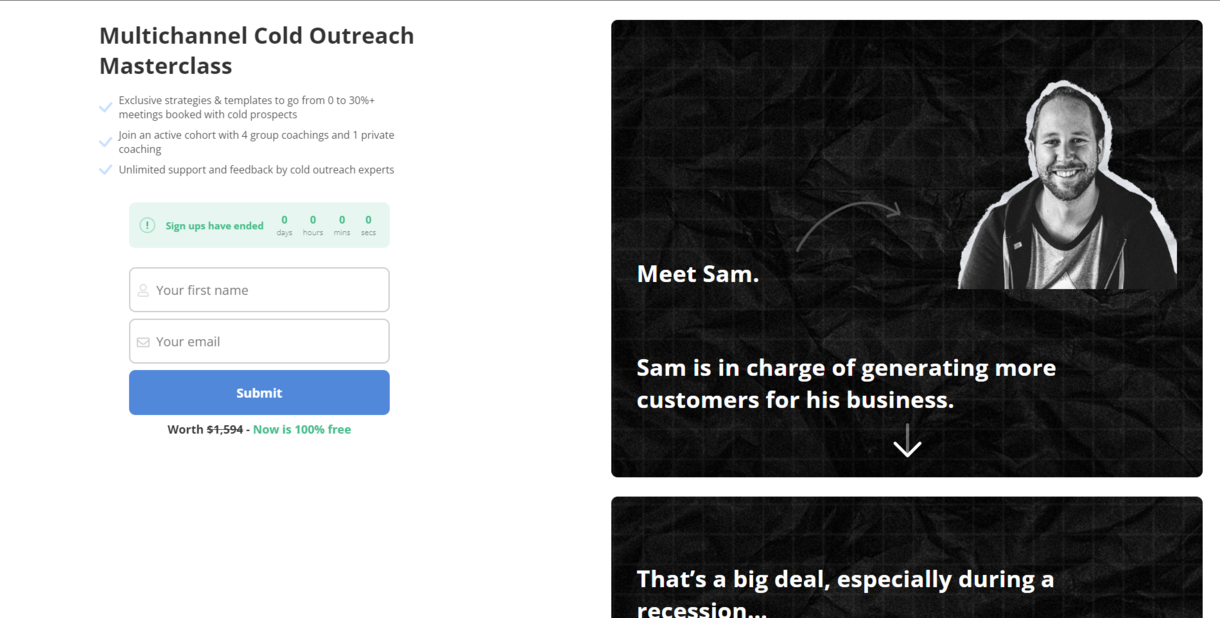 Multichannel Cold Outreach
Masterclass
Exclusive strategies & templates to go from 0 to 30%+
meetings booked with cold prospects
Join an active cohort with 4 group coachings and 1 private
coaching
Unlimited support and feedback by cold outreach experts
Sign ups have ended
0 0 0 0
days hours mins secs
Your first name
Your email
Submit
Worth $1,594 - Now is 100% free
Meet Sam.
Sam is in charge of generating more
customers for his business.
That’s a big deal, especially during a
recession...